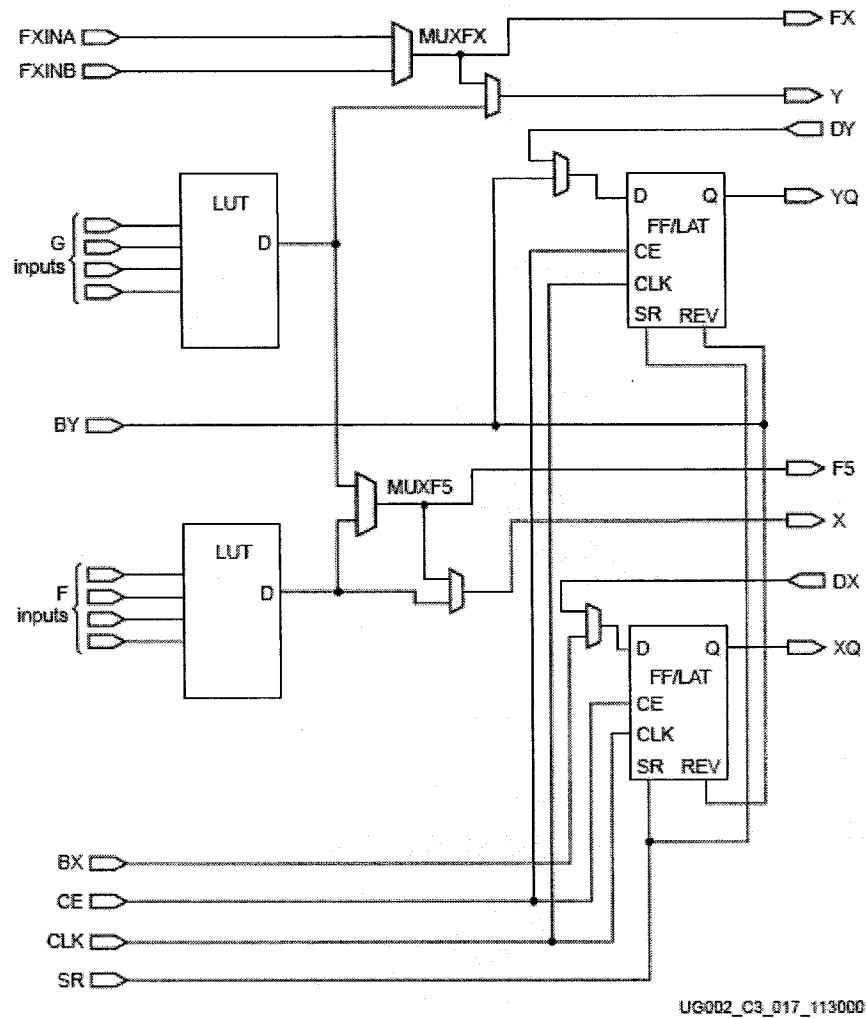 FXINA
MUXFX
FX
FXINB
Y
DY
LUT
D
Q
YQ
FF/LAT
G
inputs
D
CE
CLK
SR
REV
BY
MUXF5
F5
X
LUT
D
F
inputs
DX
D
Q
XQ
FF/LAT
CE
CLK
SR
REV
BX
CE
CLK
SR
UG002_C3_017_113000